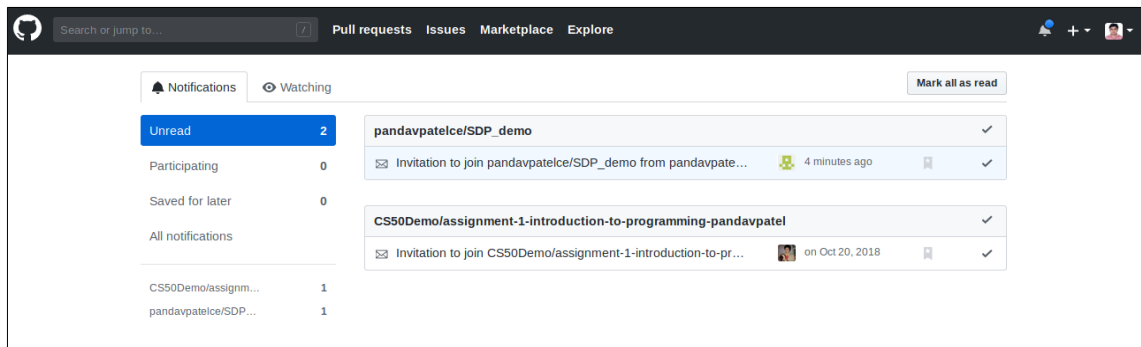 Search or jump to… / Pull requests Issues Marketplace Explore
Notifications Watching Mark all as read
Unread 2
Participating 0
Saved for later 0
All notifications
CS50Demo/assignm… 1
pandavpatelce/SDP… 1
pandavpatelce/SDP_demo
Invitation to join pandavpatelce/SDP_demo from pandavpate… 4 minutes ago
CS50Demo/assignment-1-introduction-to-programming-pandavpatel
Invitation to join CS50Demo/assignment-1-introduction-to-pr… on Oct 20, 2018